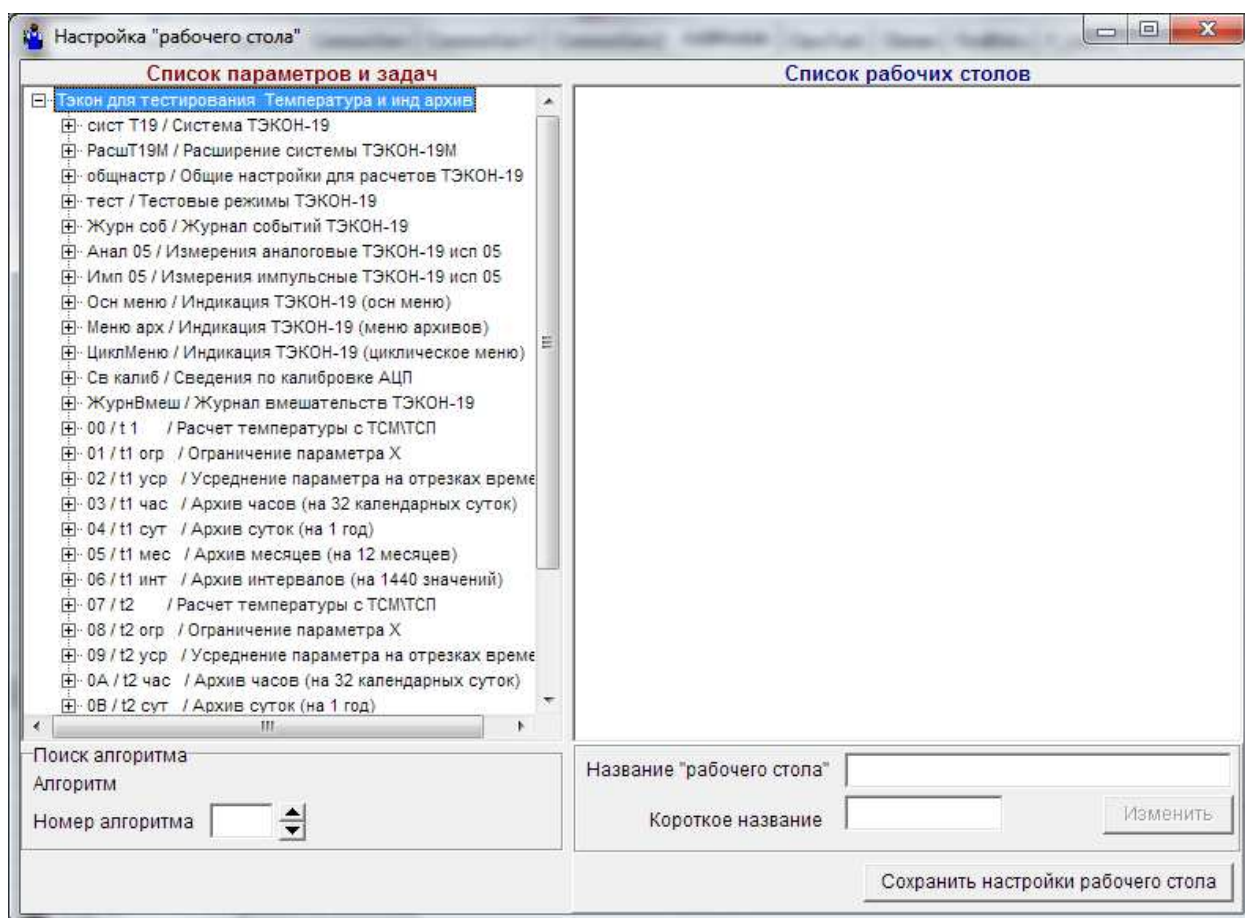 Настройка "рабочего стола"
Список параметров и задач
Тэкон для тестирования Температура и инд архив
сист Т19 / Система ТЭКОН-19
РасшТ19М / Расширение системы ТЭКОН-19М
общнастр / Общие настройки для расчетов ТЭКОН-19
тест / Тестовые режимы ТЭКОН-19
Журн соб / Журнал событий ТЭКОН-19
Анал 05 / Измерения аналоговые ТЭКОН-19 исп 05
Имп 05 / Измерения импульсные ТЭКОН-19 исп 05
Осн меню / Индикация ТЭКОН-19 (осн меню)
Меню арх / Индикация ТЭКОН-19 (меню архивов)
ЦиклМеню / Индикация ТЭКОН-19 (циклическое меню)
Св калиб / Сведения по калибровке АЦП
ЖурнВмеш / Журнал вмешательств ТЭКОН-19
00 / t 1 / Расчет температуры с ТСМ\ТСП
01 / t1 огр / Ограничение параметра X
02 / t1 уср / Усреднение параметра на отрезках време
03 / t1 час / Архив часов (на 32 календарных суток)
04 / t1 сут / Архив суток (на 1 год)
05 / t1 мес / Архив месяцев (на 12 месяцев)
06 / t1 инт / Архив интервалов (на 1440 значений)
07 / t2 / Расчет температуры с ТСМ\ТСП
08 / t2 огр / Ограничение параметра X
09 / t2 уср / Усреднение параметра на отрезках време
0A / t2 час / Архив часов (на 32 календарных суток)
0B / t2 сут / Архив суток (на 1 год)
Поиск алгоритма
Алгоритм
Номер алгоритма
Список рабочих столов
Название "рабочего стола"
Короткое название
Изменить
Сохранить настройки рабочего стола